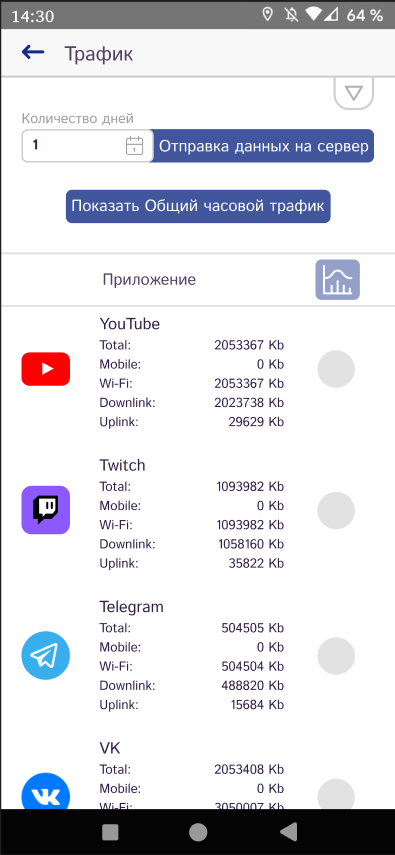 14:30 64 %
Трафик
Количество дней
1 Отправка данных на сервер
Показать Общий часовой трафик
Приложение
YouTube
Total: 2053367 Kb
Mobile: 0 Kb
Wi-Fi: 2053367 Kb
Downlink: 2023738 Kb
Uplink: 29629 Kb
Twitch
Total: 1093982 Kb
Mobile: 0 Kb
Wi-Fi: 1093982 Kb
Downlink: 1058160 Kb
Uplink: 35822 Kb
Telegram
Total: 504505 Kb
Mobile: 0 Kb
Wi-Fi: 504504 Kb
Downlink: 488820 Kb
Uplink: 15684 Kb
VK
Total: 2053408 Kb
Mobile: 0 Kb
Wi-Fi: 3050007 Kb